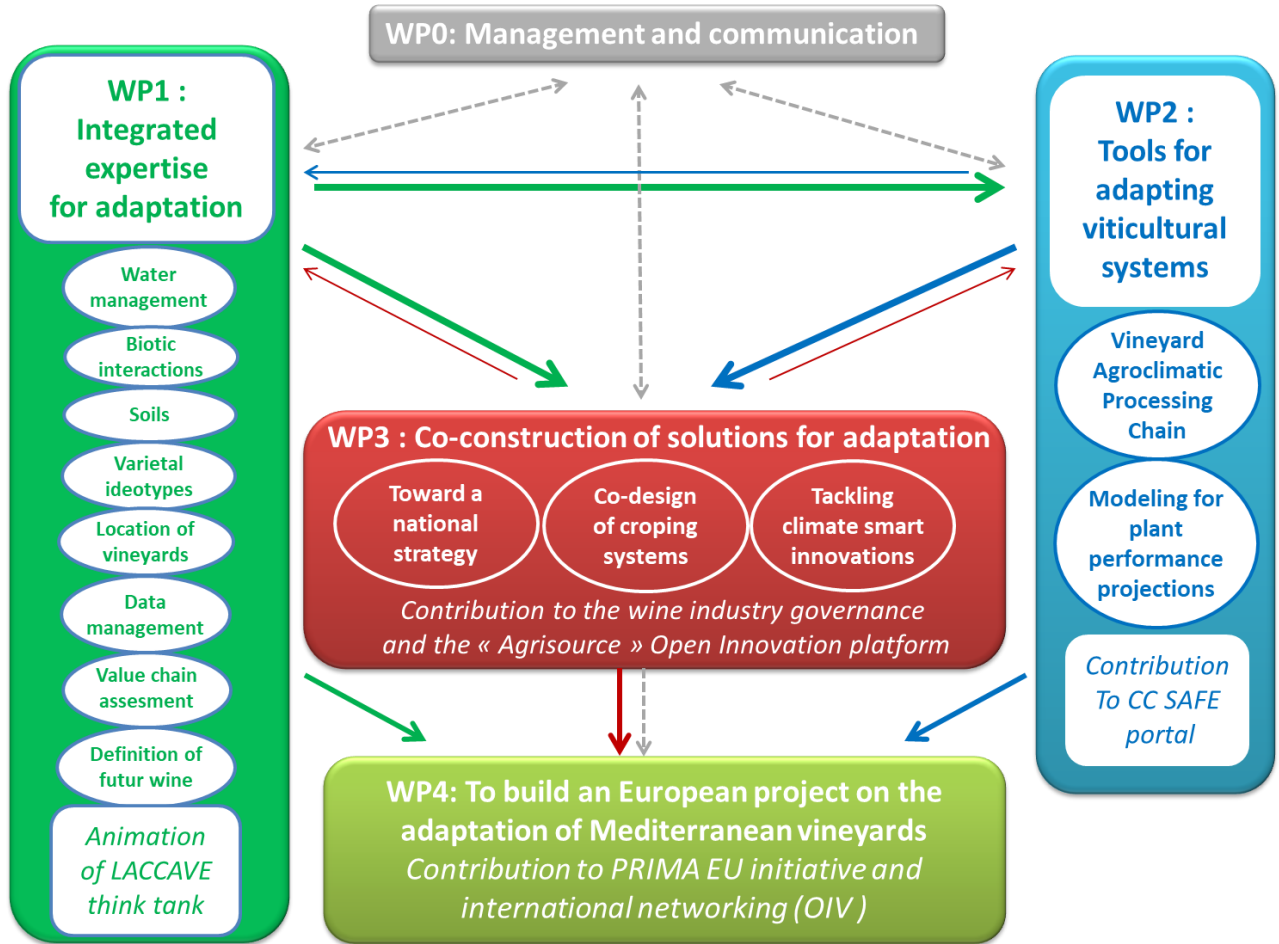 WP0: Management and communication
WP1 :
Integrated
expertise
for adaptation
Water
management
Biotic
interactions
Soils
Varietal
ideotypes
Location of
vineyards
Data
management
Value chain
assesment
Definition of
futur wine
Animation
of LACCAVE
think tank
WP2 :
Tools for
adapting
viticultural
systems
Vineyard
Agroclimatic
Processing
Chain
Modeling for
plant
performance
projections
Contribution
To CC SAFE
portal
WP3 : Co-construction of solutions for adaptation
Toward a
national
strategy
Co-design
of croping
systems
Tackling
climate smart
innovations
Contribution to the wine industry governance
and the « Agrisource » Open Innovation platform
WP4: To build an European project on the
adaptation of Mediterranean vineyards
Contribution to PRIMA EU initiative and
international networking (OIV )